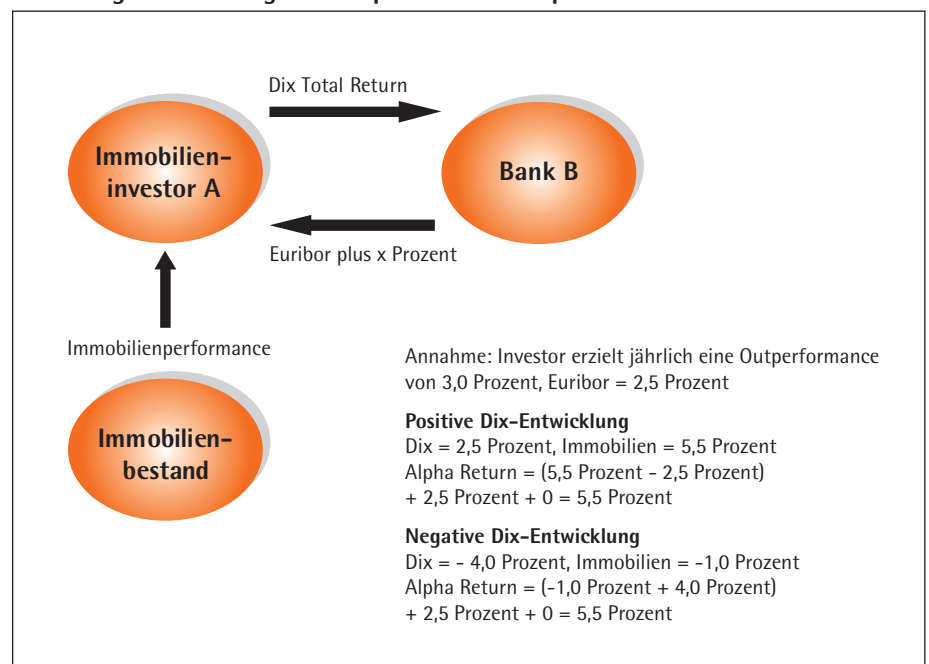 Dix Total Return
Immobilien-
investor A
Bank B
Euribor plus x Prozent
Immobilienperformance
Immobilien-
bestand
Annahme: Investor erzielt jährlich eine Outperformance
von 3,0 Prozent, Euribor = 2,5 Prozent
Positive Dix-Entwicklung
Dix = 2,5 Prozent, Immobilien = 5,5 Prozent
Alpha Return = (5,5 Prozent - 2,5 Prozent)
+ 2,5 Prozent + 0 = 5,5 Prozent
Negative Dix-Entwicklung
Dix = - 4,0 Prozent, Immobilien = -1,0 Prozent
Alpha Return = (-1,0 Prozent + 4,0 Prozent)
+ 2,5 Prozent + 0 = 5,5 Prozent